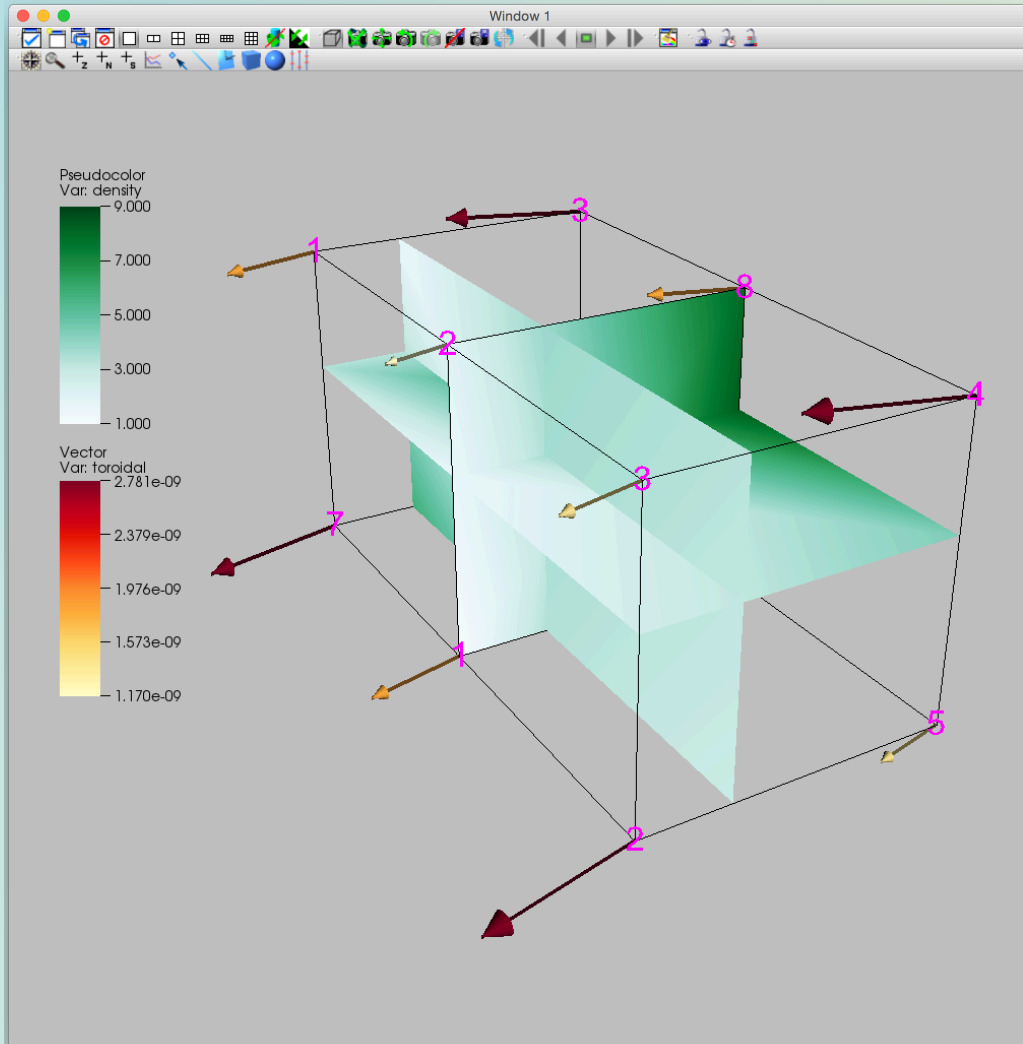 Window 1
Pseudocolor
Var: density
9.000
7.000
5.000
3.000
1.000
Vector
Var: toroidal
2.781e-09
2.379e-09
1.976e-09
1.573e-09
1.170e-09
3
1
8
2
4
3
7
1
5
2